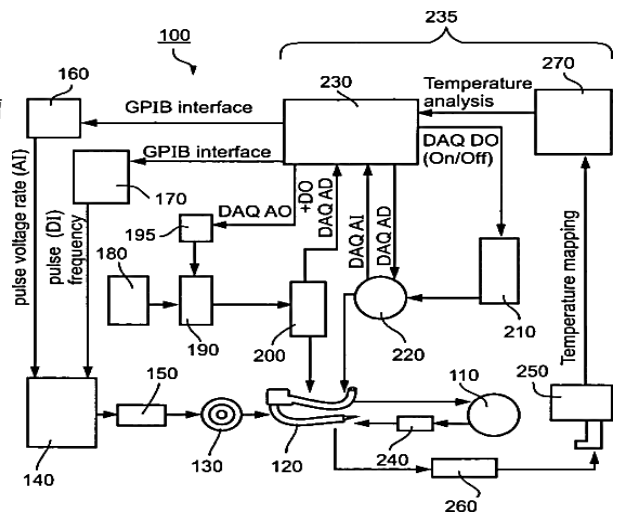 100
235
160
230
270
GPIB interface
Temperature
analysis
GPIB interface
DAQ DO
(On/Off)
170
pulse voltage rate (AI)
pulse (DI)
frequency
195
DAQ AO
+DO
DAQ AD
DAQ AI
DAQ AD
Temperature mapping
180
190
200
220
210
150
110
250
140
130
120
240
260